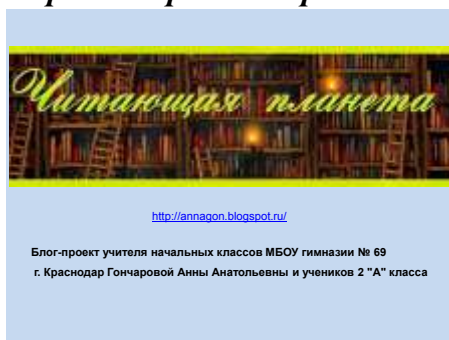 Читающая планета
http://annagon.blogspot.ru/
Блог-проект учителя начальных классов МБОУ гимназии № 69
г. Краснодар Гончаровой Анны Анатольевны и учеников 2 "А" класса